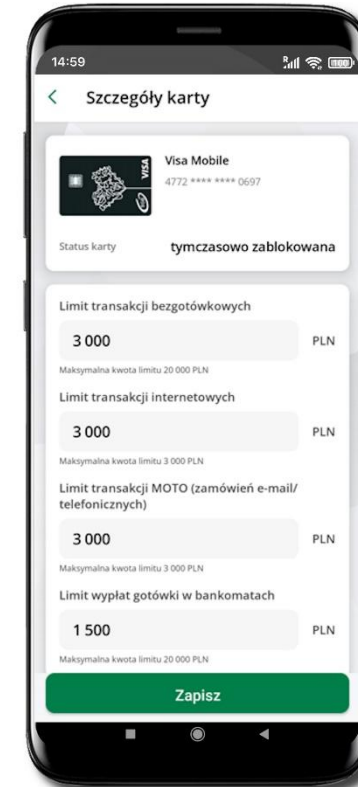 14:59
R
100
Szczegóły karty
VISA
Visa Mobile
4772 **** **** 0697
Status karty
tymczasowo zablokowana
Limit transakcji bezgotówkowych
3 000 PLN
Maksymalna kwota limitu 20 000 PLN
Limit transakcji internetowych
3 000 PLN
Maksymalna kwota limitu 3 000 PLN
Limit transakcji MOTO (zamówień e-mail/
telefonicznych)
3 000 PLN
Maksymalna kwota limitu 3 000 PLN
Limit wypłat gotówki w bankomatach
1 500 PLN
Maksymalna kwota limitu 20 000 PLN
Zapisz